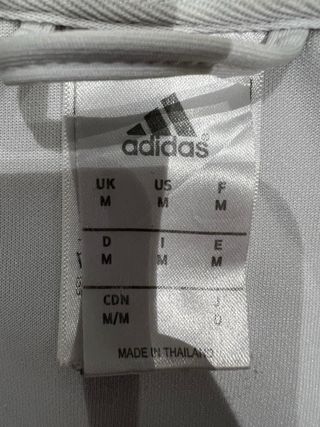 adidas®
UK US F
M M M
D I E
M M M
CDN J
M/M O
MADE IN THAILAND